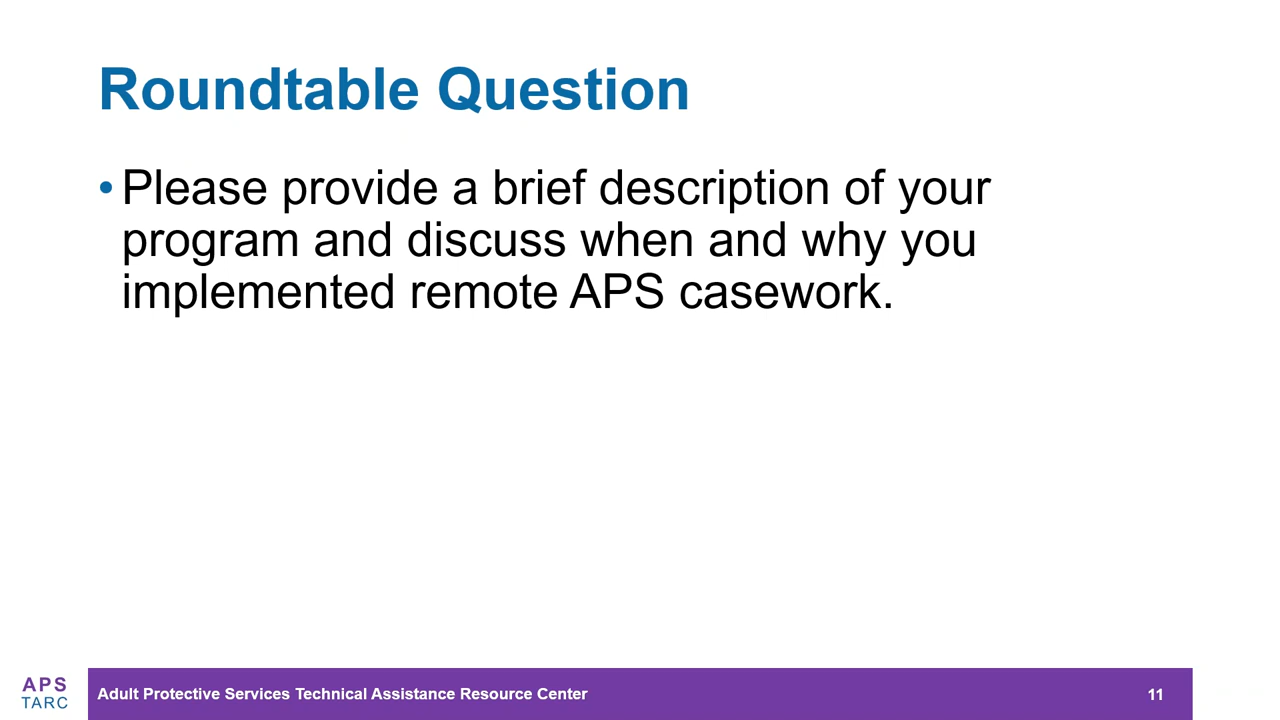 Roundtable Question
• Please provide a brief description of your
program and discuss when and why you
implemented remote APS casework.
APS
TARC
Adult Protective Services Technical Assistance Resource Center
11